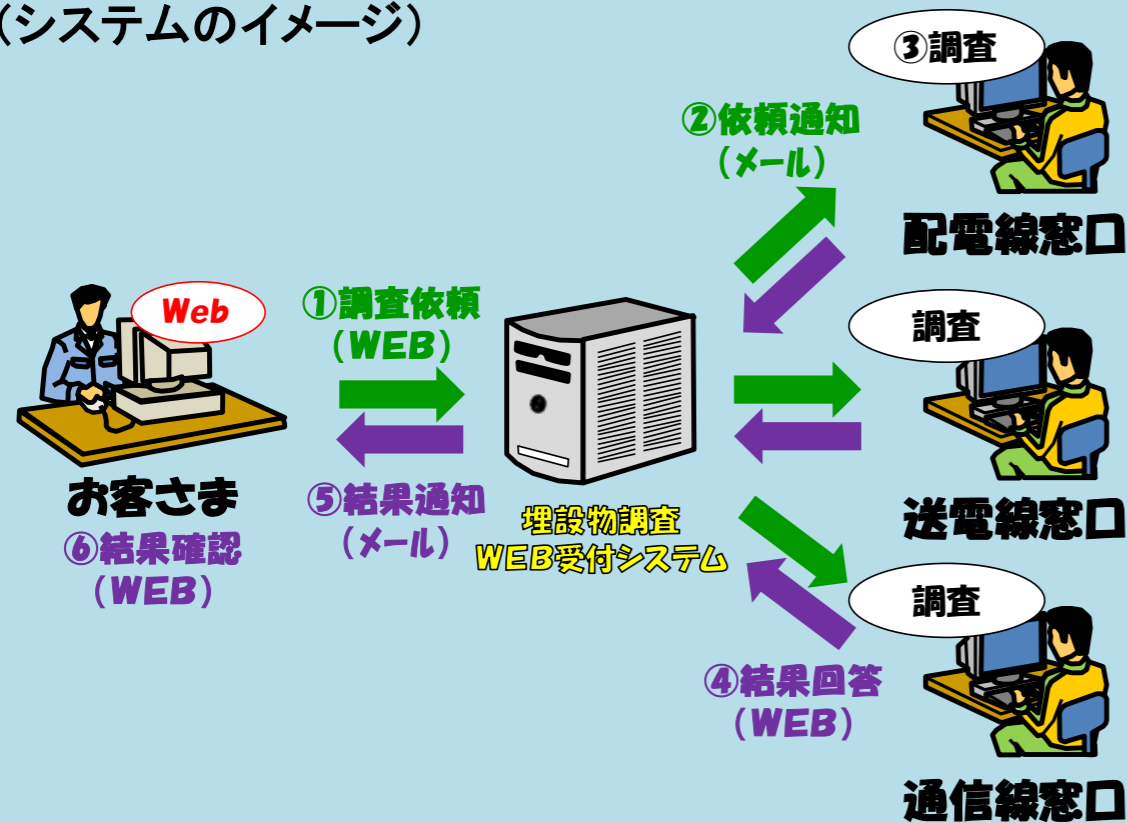 (システムのイメージ)
③調査
②依頼通知
(メール)
配電線窓口
Web
①調査依頼
(WEB)
調査
お客さま
⑥結果確認
(WEB)
⑤結果通知
(メール)
埋設物調査
WEB受付システム
送電線窓口
調査
④結果回答
(WEB)
通信線窓口